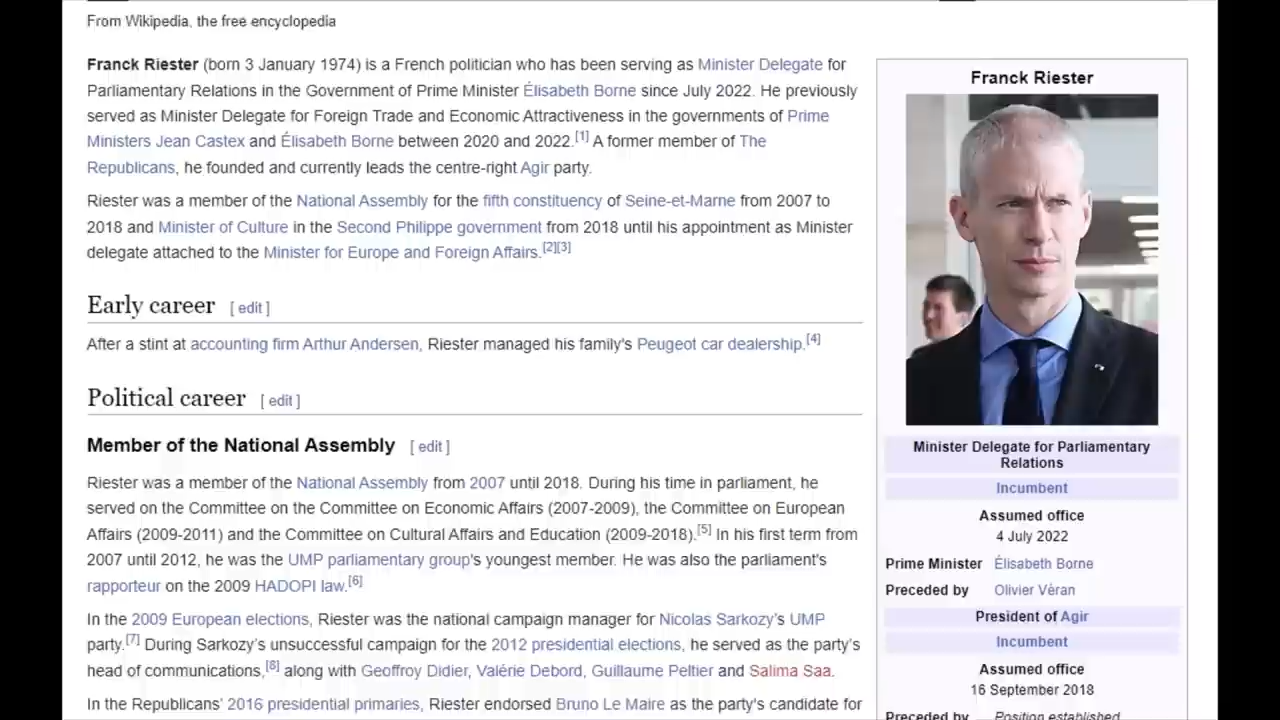 From Wikipedia, the free encyclopedia
Franck Riester (born 3 January 1974) is a French politician who has been serving as Minister Delegate for
Parliamentary Relations in the Government of Prime Minister Élisabeth Borne since July 2022. He previously
served as Minister Delegate for Foreign Trade and Economic Attractiveness in the governments of Prime
Ministers Jean Castex and Élisabeth Borne between 2020 and 2022.[1] A former member of The
Republicans, he founded and currently leads the centre-right Agir party.
Riester was a member of the National Assembly for the fifth constituency of Seine-et-Marne from 2007 to
2018 and Minister of Culture in the Second Philippe government from 2018 until his appointment as Minister
delegate attached to the Minister for Europe and Foreign Affairs.[2][3]
Early career [ edit ]
After a stint at accounting firm Arthur Andersen, Riester managed his family's Peugeot car dealership.[4]
Political career [ edit ]
Member of the National Assembly [ edit ]
Riester was a member of the National Assembly from 2007 until 2018. During his time in parliament, he
served on the Committee on the Committee on Economic Affairs (2007-2009), the Committee on European
Affairs (2009-2011) and the Committee on Cultural Affairs and Education (2009-2018).[5] In his first term from
2007 until 2012, he was the UMP parliamentary group's youngest member. He was also the parliament's
rapporteur on the 2009 HADOPI law.[6]
In the 2009 European elections, Riester was the national campaign manager for Nicolas Sarkozy's UMP
party.[7] During Sarkozy's unsuccessful campaign for the 2012 presidential elections, he served as the party's
head of communications,[8] along with Geoffroy Didier, Valérie Debord, Guillaume Peltier and Salima Saa.
In the Republicans' 2016 presidential primaries, Riester endorsed Bruno Le Maire as the party's candidate for
Franck Riester
Minister Delegate for Parliamentary
Relations
Incumbent
Assumed office
4 July 2022
Prime Minister Élisabeth Borne
Preceded by Olivier Véran
President of Agir
Incumbent
Assumed office
16 September 2018
Preceded by Position established